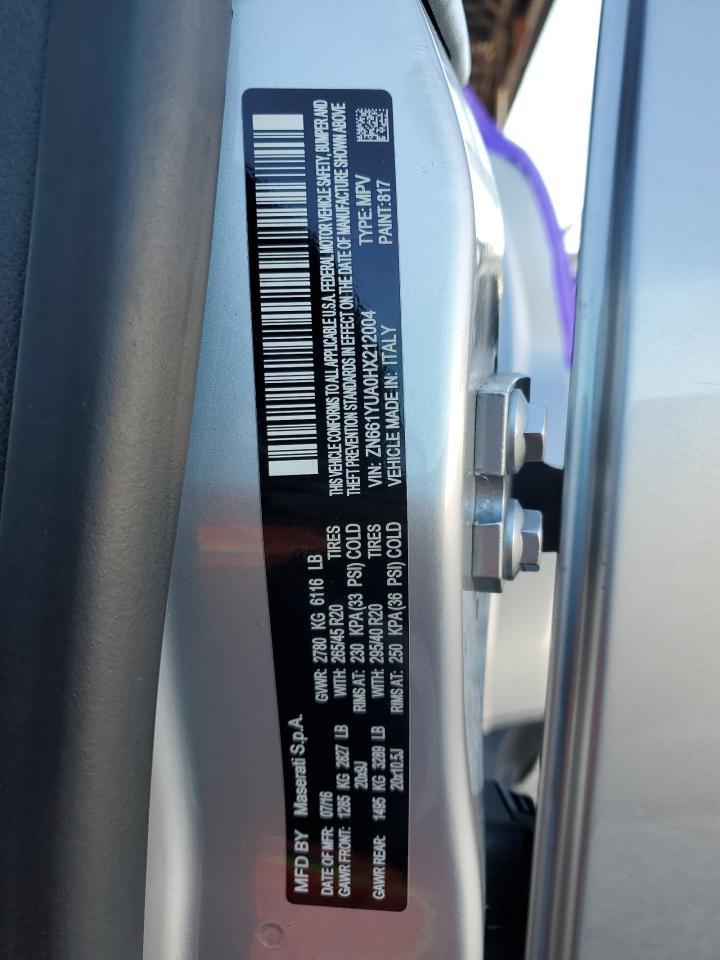 MFD BY Maserati S.p.A.
DATE OF MFR: 07/16 GVWR: 2780 KG 6116 LB
GAWR FRONT: 1285 KG 2827 LB WITH: 265/45 R20 TIRES
20x9J RIMS AT: 230 KPA (33 PSI) COLD
GAWR REAR: 1495 KG 3289 LB WITH: 295/40 R20 TIRES
20x10.5J RIMS AT: 250 KPA (36 PSI) COLD
THIS VEHICLE CONFORMS TO ALL APPLICABLE U.S.A. FEDERAL MOTOR VEHICLE SAFETY, BUMPER AND
THEFT PREVENTION STANDARDS IN EFFECT ON THE DATE OF MANUFACTURE SHOWN ABOVE
VIN: ZN661YUA0HX212004 TYPE: MPV
VEHICLE MADE IN: ITALY PAINT: 817